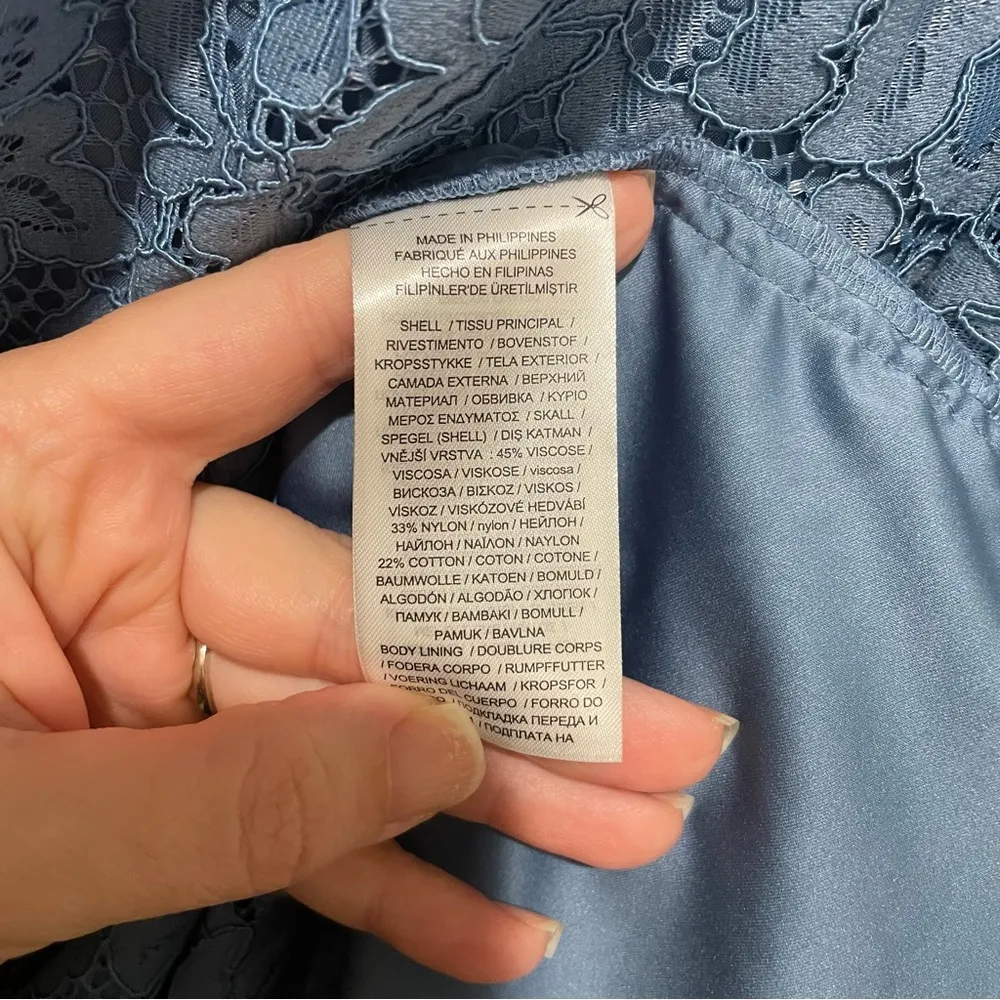 MADE IN PHILIPPINES
FABRIQUÉ AUX PHILIPPINES
HECHO EN FILIPINAS
FİLİPİNLER'DE ÜRETİLMİŞTİR
SHELL / TISSU PRINCIPAL /
RIVESTIMENTO / BOVENSTOF /
KROPSSTYKKE / TELA EXTERIOR /
CAMADA EXTERNA / ВЕРХНИЙ
МАТЕРИАЛ / ОБВИВКА / ΚΥΡΙΟ
ΜΕΡΟΣ ΕΝΔΥΜΑΤΟΣ / SKALL /
SPEGEL (SHELL) / DIŞ KATMAN /
VNĚJŠÍ VRSTVA : 45% VISCOSE /
VISCOSA / VISKOSE / viscosa /
ВИСКОЗА / ΒΙΣΚΟΖ / VISKOS /
VİSKOZ / VISKÓZOVÉ HEDVÁBÍ
33% NYLON / nylon / НЕЙЛОН /
НАЙЛОН / ΝΑΪΛΟΝ / NAYLON
22% COTTON / COTON / COTONE /
BAUMWOLLE / KATOEN / BOMULD /
ALGODÓN / ALGODÃO / ХЛОПОК /
ПАМУК / ΒΑΜΒΑΚΙ / BOMULL /
PAMUK / BAVLNA
BODY LINING / DOUBLURE CORPS
/ FODERA CORPO / RUMPFFUTTER
/ VOERING LICHAAM / KROPSFOR /
FORRO DEL CUERPO / FORRO DO
/ ПОДКЛАДКА ПЕРЕДА И
/ ПОДПЛАТА НА